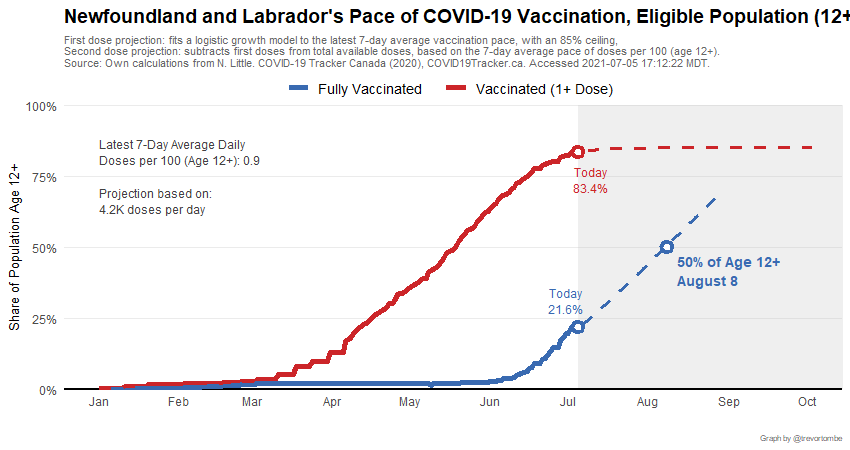 Newfoundland and Labrador's Pace of COVID-19 Vaccination, Eligible Population (12+
First dose projection: fits a logistic growth model to the latest 7-day average vaccination pace, with an 85% ceiling,
Second dose projection: subtracts first doses from total available doses, based on the 7-day average pace of doses per 100 (age 12+).
Source: Own calculations from N. Little. COVID-19 Tracker Canada (2020), COVID19Tracker.ca. Accessed 2021-07-05 17:12:22 MDT.
Fully Vaccinated Vaccinated (1+ Dose)
100%
75%
50%
25%
0%
Share of Population Age 12+
Latest 7-Day Average Daily
Doses per 100 (Age 12+): 0.9
Projection based on:
4.2K doses per day
Today
83.4%
50% of Age 12+
August 8
Today
21.6%
Jan Feb Mar Apr May Jun Jul Aug Sep Oct
Graph by @trevortombe